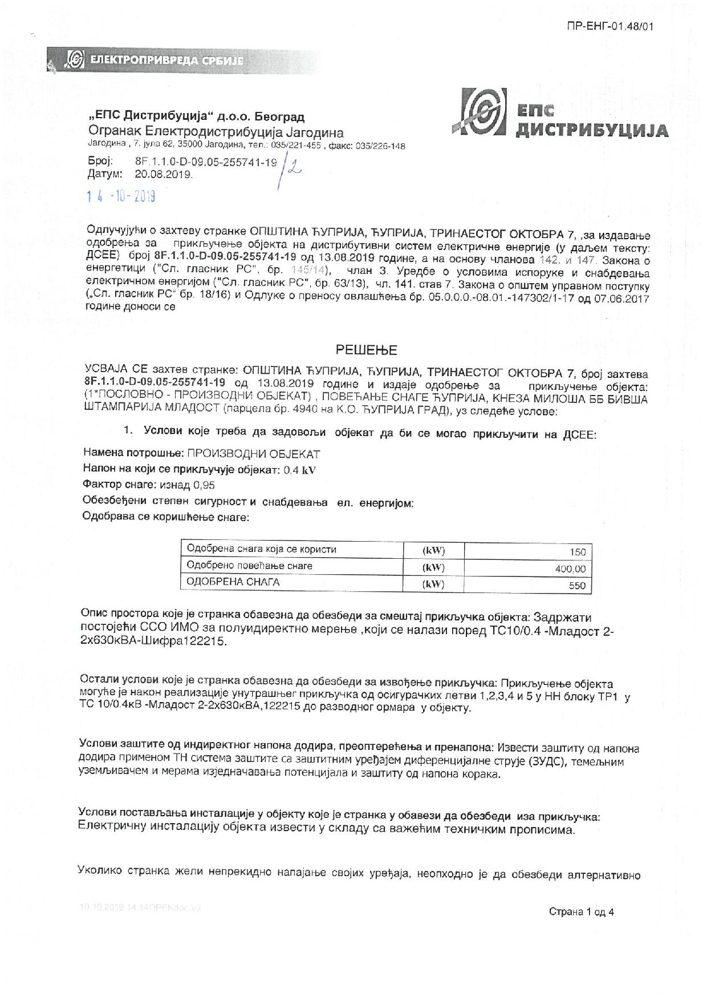 ПР-ЕНГ-01.48/01
ЕЛЕКТРОПРИВРЕДА СРБИЈЕ
ЕПС
ДИСТРИБУЦИЈА
„ЕПС Дистрибуција“ д.о.о. Београд
Огранак Електродистрибуција Јагодина
Јагодина , 7. јула 62, 35000 Јагодина, тел.: 035/221-455 , факс: 035/226-148
Број: 8F.1.1.0-D-09.05-255741-19 /2
Датум: 20.08.2019.
14 -10- 2019
Одлучујући о захтеву странке ОПШТИНА ЋУПРИЈА, ЋУПРИЈА, ТРИНАЕСТОГ ОКТОБРА 7, ,за издавање
одобрења за прикључење објекта на дистрибутивни систем електричне енергије (у даљем тексту:
ДСЕЕ) број 8F.1.1.0-D-09.05-255741-19 од 13.08.2019 године, а на основу чланова 142. и 147. Закона о
енергетици ("Сл. гласник РС", бр. 145/14), члан 3. Уредбе о условима испоруке и снабдевања
електричном енергијом ("Сл. гласник РС", бр. 63/13), чл. 141. став 7. Закона о општем управном поступку
(„Сл. гласник РС“ бр. 18/16) и Одлуке о преносу овлашћења бр. 05.0.0.0.-08.01.-147302/1-17 од 07.06.2017
године доноси се
РЕШЕЊЕ
УСВАЈА СЕ захтев странке: ОПШТИНА ЋУПРИЈА, ЋУПРИЈА, ТРИНАЕСТОГ ОКТОБРА 7, број захтева
8F.1.1.0-D-09.05-255741-19 од 13.08.2019 године и издаје одобрење за прикључење објекта:
(1*ПОСЛОВНО - ПРОИЗВОДНИ ОБЈЕКАТ) , ПОВЕЋАЊЕ СНАГЕ ЋУПРИЈА, КНЕЗА МИЛОША ББ БИВША
ШТАМПАРИЈА МЛАДОСТ (парцела бр. 4940 на К.О. ЋУПРИЈА ГРАД), уз следеће услове:
1. Услови које треба да задовољи објекат да би се могао прикључити на ДСЕЕ:
Намена потрошње: ПРОИЗВОДНИ ОБЈЕКАТ
Напон на који се прикључује објекат: 0,4 kV
Фактор снаге: изнад 0,95
Обезбеђени степен сигурност и снабдевања ел. енергијом:
Одобрава се коришћење снаге:
Одобрена снага која се користи (kW) 150
Одобрено повећање снаге (kW) 400,00
ОДОБРЕНА СНАГА (kW) 550
Опис простора које је странка обавезна да обезбеди за смештај прикључка објекта: Задржати
постојећи ССО ИМО за полуидиректно мерење ,који се налази поред ТС10/0.4 -Младост 2-
2х630кВА-Шифра122215.
Остали услови које је странка обавезна да обезбеди за извођење прикључка: Прикључење објекта
могуће је након реализације унутрашњег прикључка од осигурачких летви 1,2,3,4 и 5 у НН блоку ТР1 у
ТС 10/0.4кВ -Младост 2-2х630кВА,122215 до разводног ормара у објекту.
Услови заштите од индиректног напона додира, преоптерећења и пренапона: Извести заштиту од напона
додира применом ТН система заштите са заштитним уређајем диференцијалне струје (ЗУДС), темељним
уземљивачем и мерама изједначавања потенцијала и заштиту од напона корака.
Услови постављања инсталације у објекту које је странка у обавези да обезбеди иза прикључка:
Електричну инсталацију објекта извести у складу са важећим техничким прописима.
Уколико странка жели непрекидно напајање својих уређаја, неопходно је да обезбеди алтернативно
10.10.2019 14:14OPENdoc.V2
Страна 1 од 4